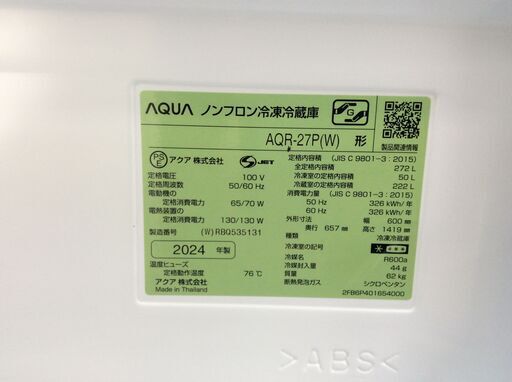 AQUA ノンフロン冷凍冷蔵庫
G
AQR-27P(W) 形
製品関連情報
PS E アクア 株式会社 S JET
定格電圧 100 V
定格周波数 50/60 Hz
電動機の
定格消費電力 65/70 W
電熱装置の
定格消費電力 130/130 W
製造番号 (W)RBQ535131
2024 年製
温度ヒューズ
定格動作温度 76℃
アクア 株式会社
Made in Thailand
定格内容積 (JIS C 9801-3:2015)
全定格内容積 272 L
冷凍室の定格内容積 50 L
冷蔵室の定格内容積 222 L
消費電力量 (JIS C 9801-3:2015)
50 Hz 326 kWh/年
60 Hz 326 kWh/年
外形寸法 幅 600 mm
奥行 657 mm 高さ 1419 mm
種類 冷凍冷蔵庫
冷凍室の記号
冷媒名 R600a
冷媒封入量 44 g
質量 62 kg
断熱発泡ガス シクロペンタン
2FB6P401654000
>ABS<